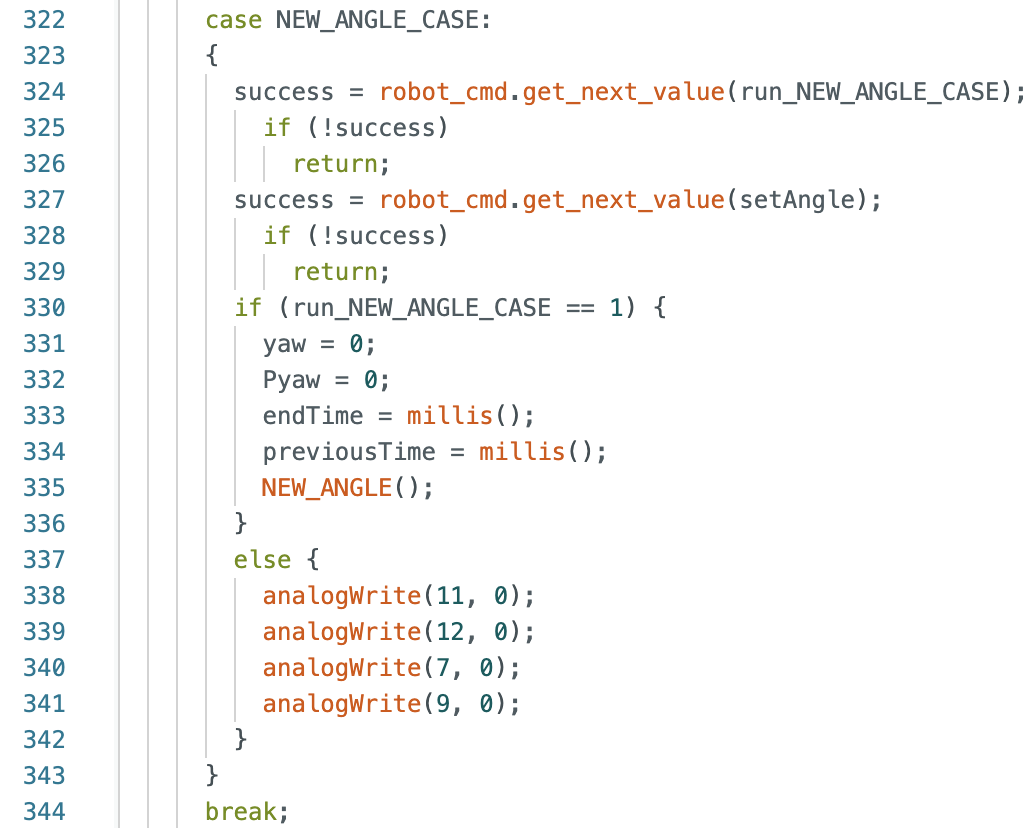 322 case NEW_ANGLE_CASE:
323 {
324 success = robot_cmd.get_next_value(run_NEW_ANGLE_CASE);
325 if (!success)
326 return;
327 success = robot_cmd.get_next_value(setAngle);
328 if (!success)
329 return;
330 if (run_NEW_ANGLE_CASE == 1) {
331 yaw = 0;
332 Pyaw = 0;
333 endTime = millis();
334 previousTime = millis();
335 NEW_ANGLE();
336 }
337 else {
338 analogWrite(11, 0);
339 analogWrite(12, 0);
340 analogWrite(7, 0);
341 analogWrite(9, 0);
342 }
343 }
344 break;